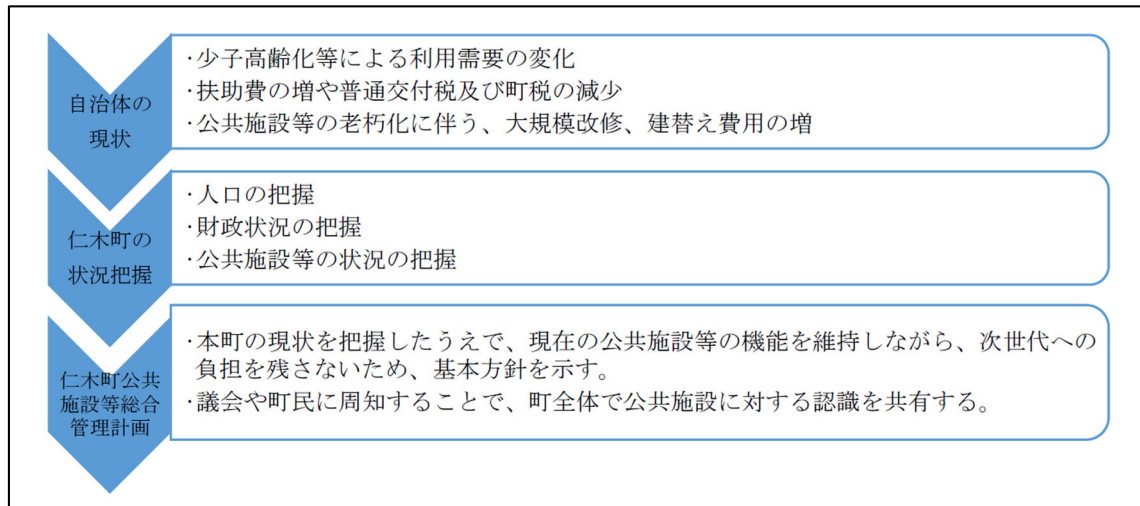 自治体の
現状
・少子高齢化等による利用需要の変化
・扶助費の増や普通交付税及び町税の減少
・公共施設等の老朽化に伴う、大規模改修、建替え費用の増
仁木町の
状況把握
・人口の把握
・財政状況の把握
・公共施設等の状況の把握
仁木町公共
施設等総合
管理計画
・本町の現状を把握したうえで、現在の公共施設等の機能を維持しながら、次世代への
負担を残さないため、基本方針を示す。
・議会や町民に周知することで、町全体で公共施設に対する認識を共有する。